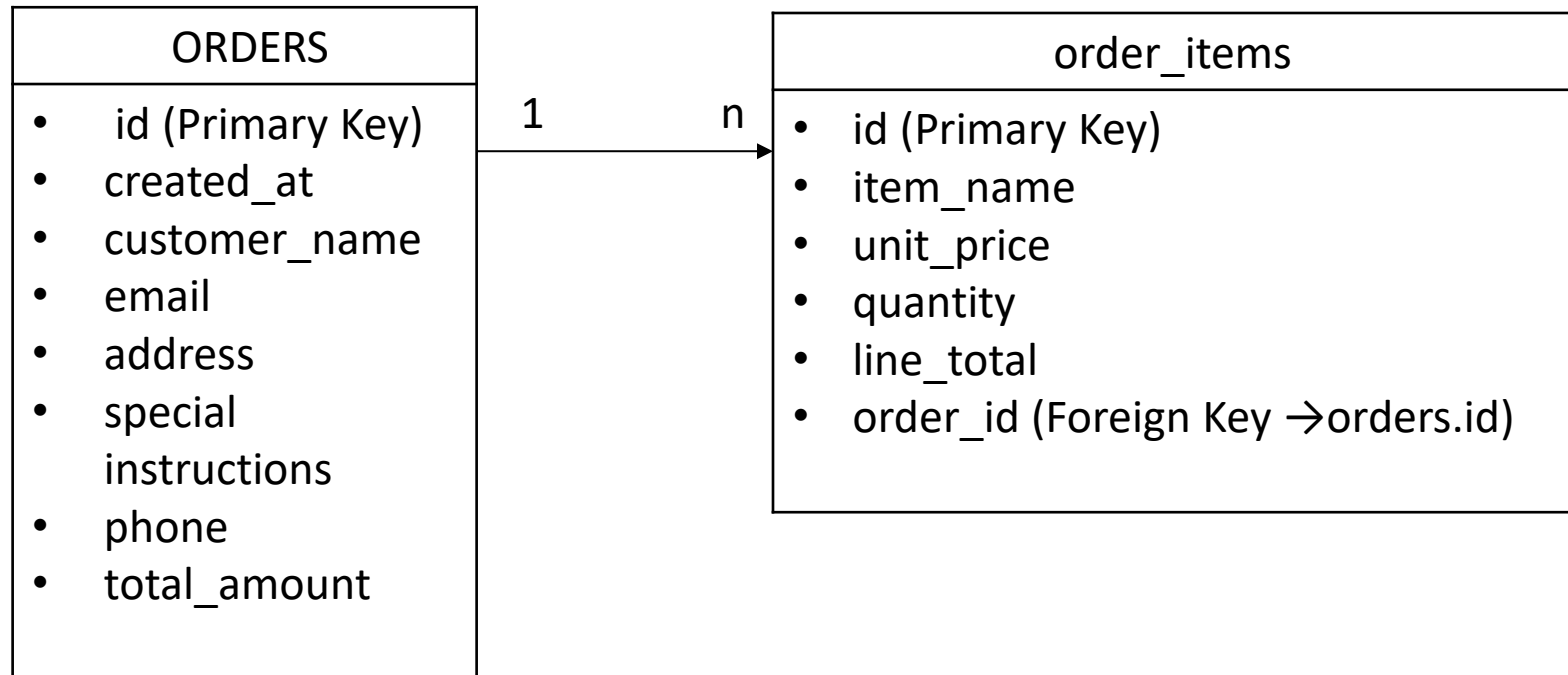 ORDERS
• id (Primary Key)
• created_at
• customer_name
• email
• address
• special
instructions
• phone
• total_amount
1 n
order_items
• id (Primary Key)
• item_name
• unit_price
• quantity
• line_total
• order_id (Foreign Key →orders.id)